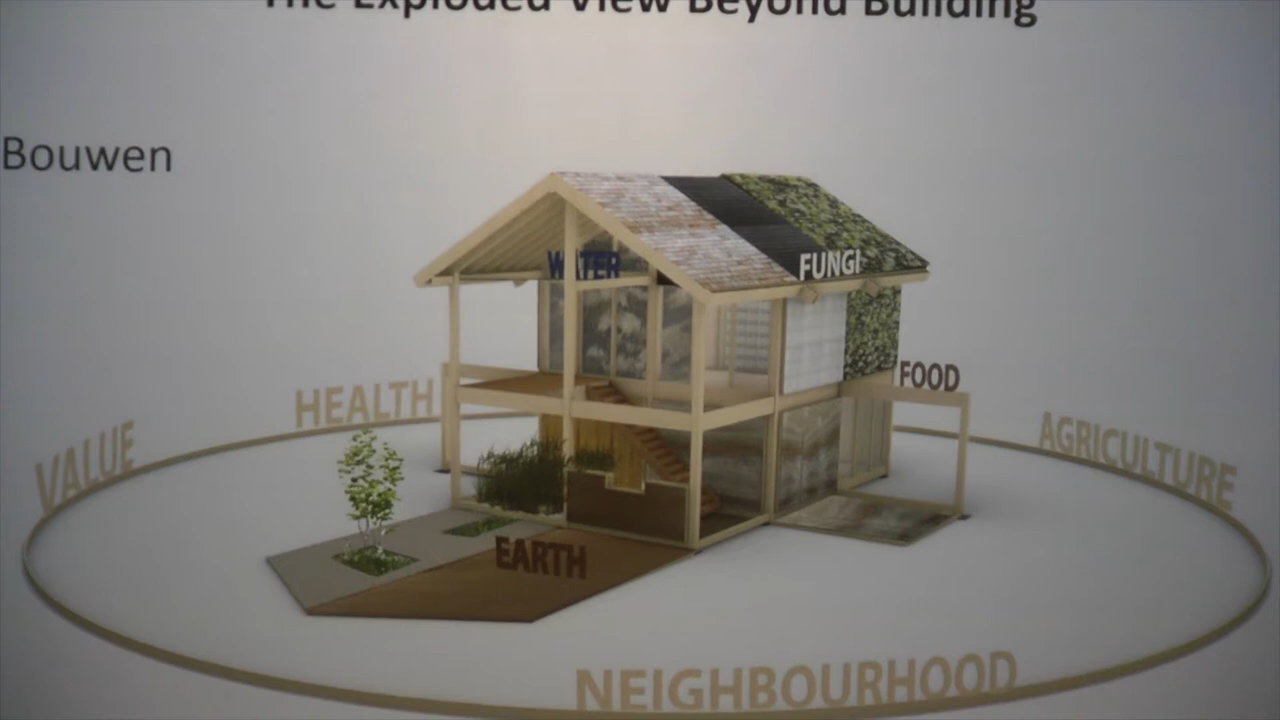 The Exploded View Beyond Building
Bouwen
WATER
FUNGI
FOOD
HEALTH
VALUE
AGRICULTURE
EARTH
NEIGHBOURHOOD